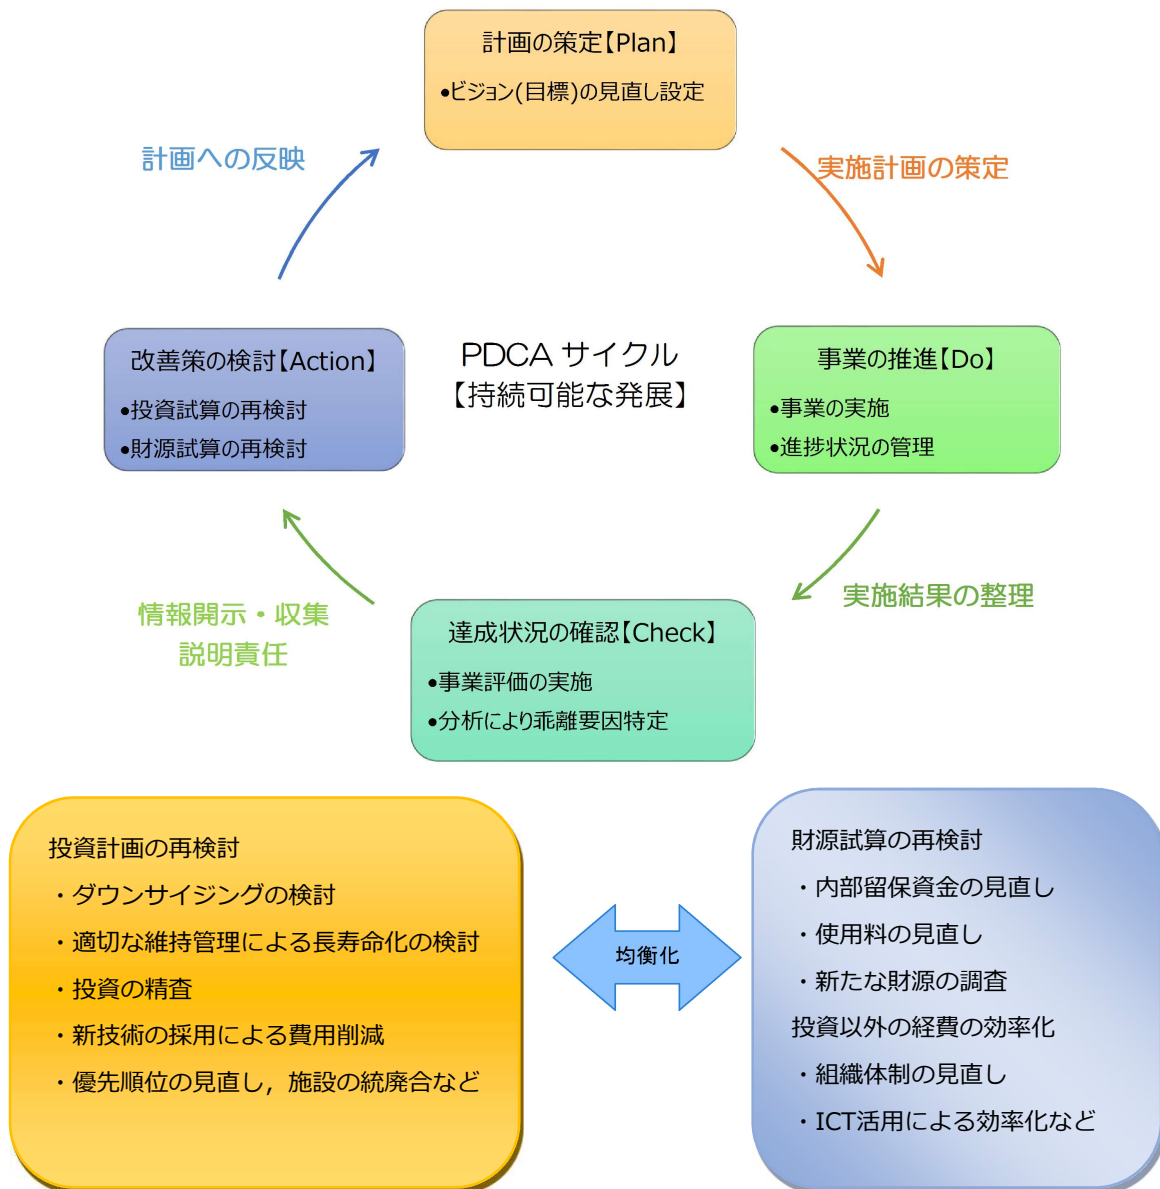 計画の策定【Plan】
•ビジョン(目標)の見直し設定
計画への反映
実施計画の策定
改善策の検討【Action】
•投資試算の再検討
•財源試算の再検討
PDCA サイクル
【持続可能な発展】
事業の推進【Do】
•事業の実施
•進捗状況の管理
情報開示・収集
説明責任
達成状況の確認【Check】
•事業評価の実施
•分析により乖離要因特定
実施結果の整理
投資計画の再検討
・ダウンサイジングの検討
・適切な維持管理による長寿命化の検討
・投資の精査
・新技術の採用による費用削減
・優先順位の見直し，施設の統廃合など
均衡化
財源試算の再検討
・内部留保資金の見直し
・使用料の見直し
・新たな財源の調査
投資以外の経費の効率化
・組織体制の見直し
・ICT活用による効率化など